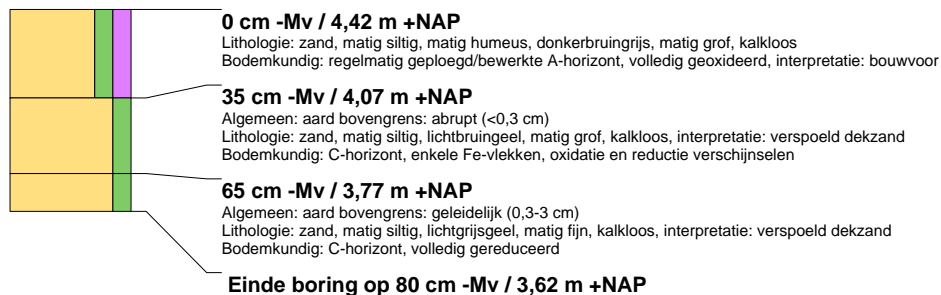 0 cm -Mv / 4,42 m +NAP
Lithologie: zand, matig siltig, matig humeus, donkerbruingrijs, matig grof, kalkloos
Bodemkundig: regelmatig geploegd/bewerkte A-horizont, volledig geoxideerd, interpretatie: bouwvoor
35 cm -Mv / 4,07 m +NAP
Algemeen: aard bovengrens: abrupt (<0,3 cm)
Lithologie: zand, matig siltig, lichtbruingeel, matig grof, kalkloos, interpretatie: verspoeld dekzand
Bodemkundig: C-horizont, enkele Fe-vlekken, oxidatie en reductie verschijnselen
65 cm -Mv / 3,77 m +NAP
Algemeen: aard bovengrens: geleidelijk (0,3-3 cm)
Lithologie: zand, matig siltig, lichtgrijsgeel, matig fijn, kalkloos, interpretatie: verspoeld dekzand
Bodemkundig: C-horizont, volledig gereduceerd
Einde boring op 80 cm -Mv / 3,62 m +NAP